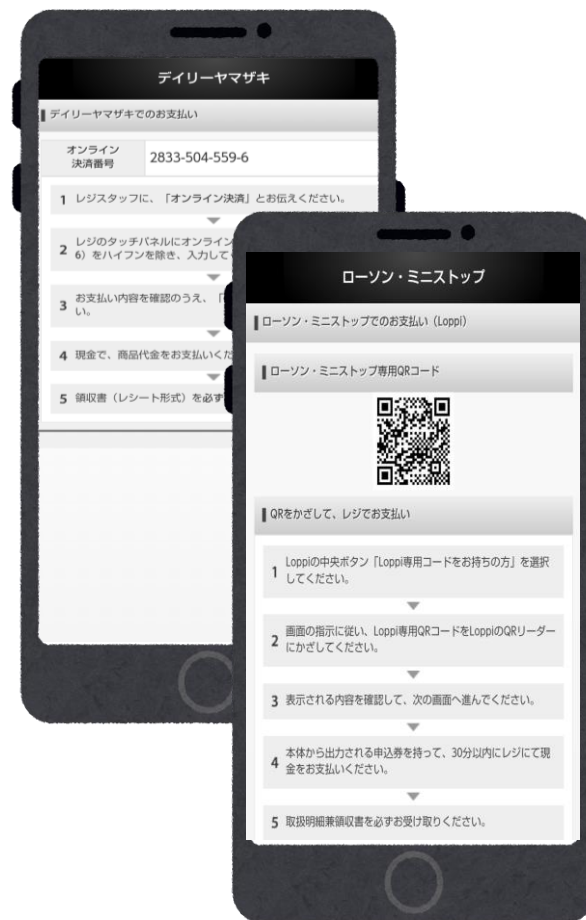 デイリーヤマザキ
デイリーヤマザキでのお支払い
オンライン
決済番号
2833-504-559-6
1 レジスタッフに、「オンライン決済」とお伝えください。
2 レジのタッチパネルにオンライン
6）をハイフンを除き、入力して
3 お支払い内容を確認のうえ、「
い。
4 現金で、商品代金をお支払いくだ
5 領収書（レシート形式）を必ず
ローソン・ミニストップ
ローソン・ミニストップでのお支払い（Loppi）
ローソン・ミニストップ専用QRコード
QRをかざして、レジでお支払い
1 Loppiの中央ボタン「Loppi専用コードをお持ちの方」を選択
してください。
2 画面の指示に従い、Loppi専用QRコードをLoppiのQRリーダー
にかざしてください。
3 表示される内容を確認して、次の画面へ進んでください。
4 本体から出力される申込券を持って、30分以内にレジにて現
金をお支払いください。
5 取扱明細兼領収書を必ずお受け取りください。